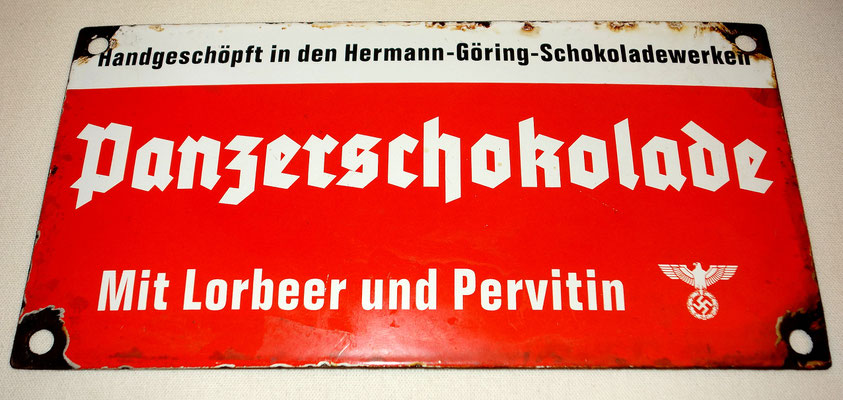 Handgeschöpft in den Hermann-Göring-Schokoladewerken
Panzerschokolade
Mit Lorbeer und Pervitin